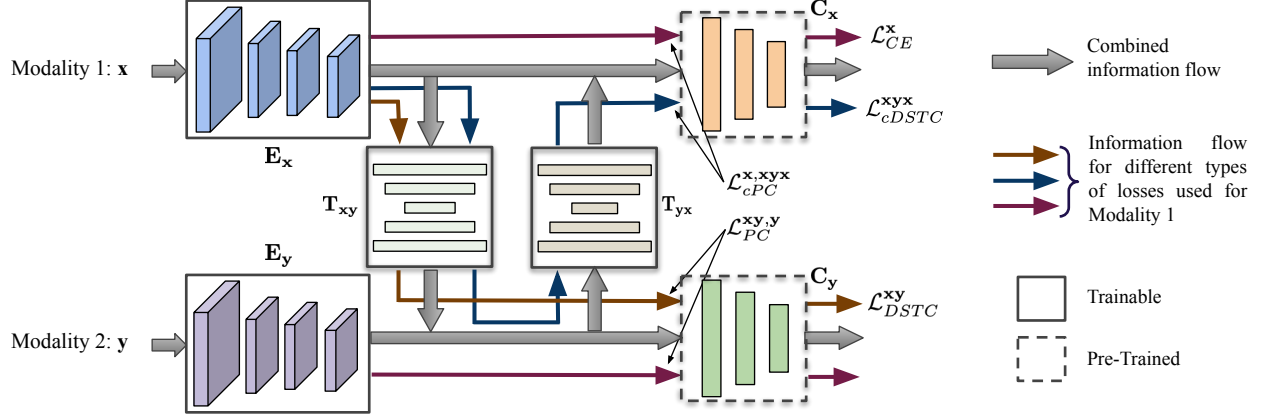 Modality 1: x
E_x
T_xy
T_yx
C_x
L^x_CE
L^xyx_cDSTC
L^x,xyx_cPC
L^xy,y_PC
Modality 2: y
E_y
C_y
L^xy_DSTC
Combined
information flow
Information flow
for different types
of losses used for
Modality 1
Trainable
Pre-Trained